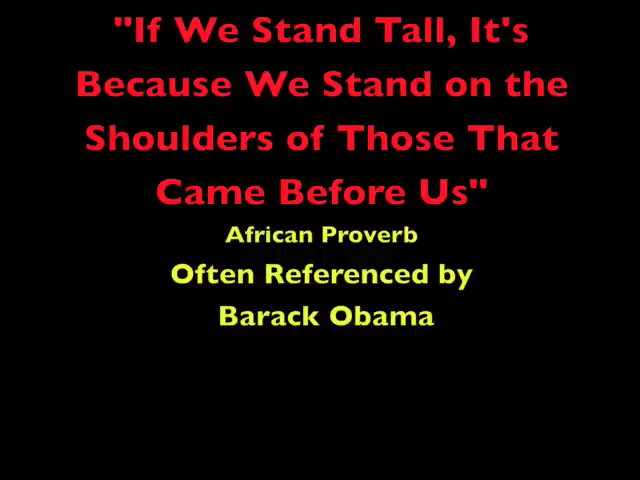 "If We Stand Tall, It's
Because We Stand on the
Shoulders of Those That
Came Before Us"
African Proverb
Often Referenced by
Barack Obama